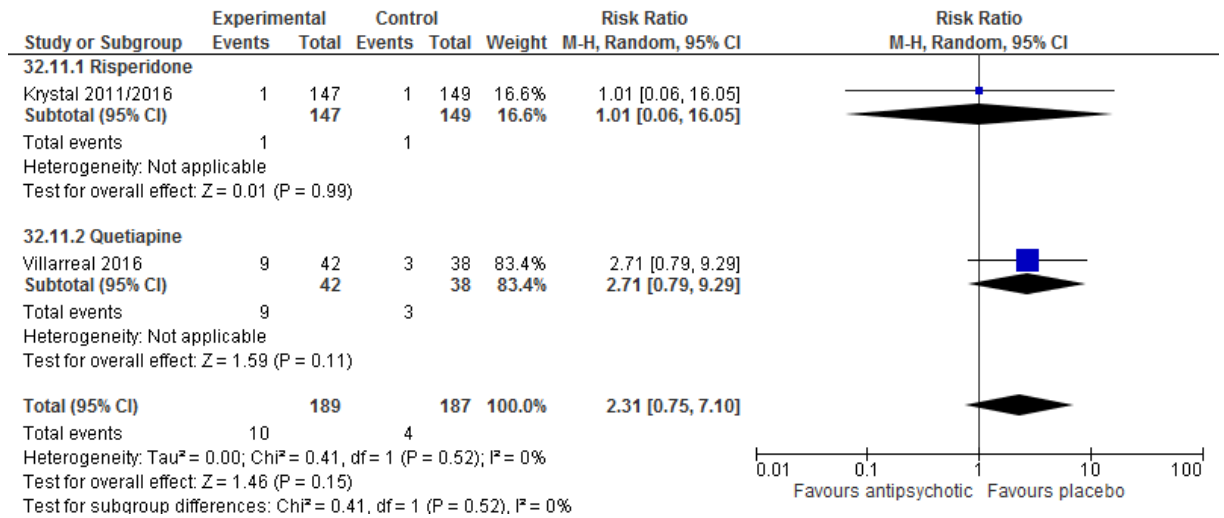 Experimental Control Risk Ratio Risk Ratio
Study or Subgroup Events Total Events Total Weight M-H, Random, 95% CI M-H, Random, 95% CI
32.11.1 Risperidone
Krystal 2011/2016 1 147 1 149 16.6% 1.01 [0.06, 16.05]
Subtotal (95% CI) 147 149 16.6% 1.01 [0.06, 16.05]
Total events 1 1
Heterogeneity: Not applicable
Test for overall effect: Z = 0.01 (P = 0.99)
32.11.2 Quetiapine
Villarreal 2016 9 42 3 38 83.4% 2.71 [0.79, 9.29]
Subtotal (95% CI) 42 38 83.4% 2.71 [0.79, 9.29]
Total events 9 3
Heterogeneity: Not applicable
Test for overall effect: Z = 1.59 (P = 0.11)
Total (95% CI) 189 187 100.0% 2.31 [0.75, 7.10]
Total events 10 4
Heterogeneity: Tau² = 0.00; Chi² = 0.41, df = 1 (P = 0.52); I² = 0%
Test for overall effect: Z = 1.46 (P = 0.15)
Test for subgroup differences: Chi² = 0.41, df = 1 (P = 0.52), I² = 0%
0.01 0.1 1 10 100
Favours antipsychotic Favours placebo